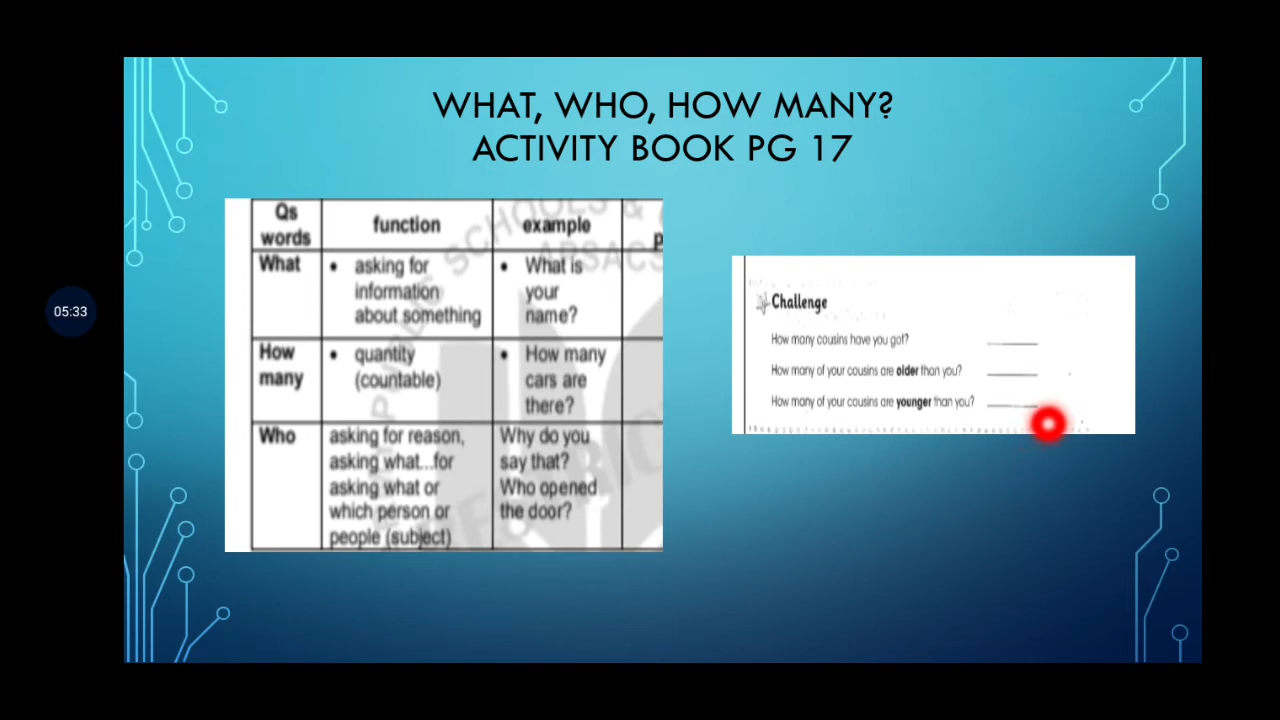 05:33
WHAT, WHO, HOW MANY?
ACTIVITY BOOK PG 17
Qs
words
function
example
What
• asking for
information
about something
• What is
your
name?
How
many
• quantity
(countable)
• How many
cars are
there?
Who
asking for reason,
asking what...for
asking what or
which person or
people (subject)
Why do you
say that?
Who opened
the door?
Challenge
How many cousins have you got?
How many of your cousins are older than you?
How many of your cousins are younger than you?